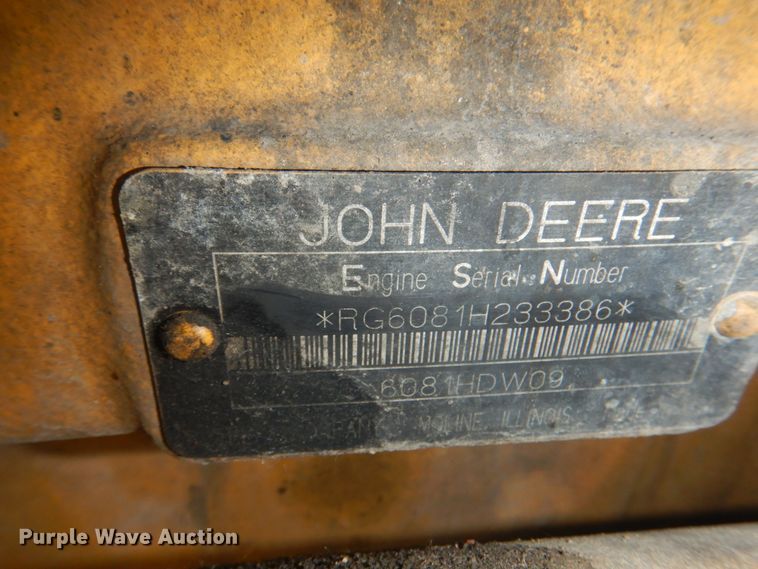 JOHN DEERE
Engine Serial Number
*RG6081H233386*
6081HDW09
MOLINE, ILLINOIS
Purple Wave Auction